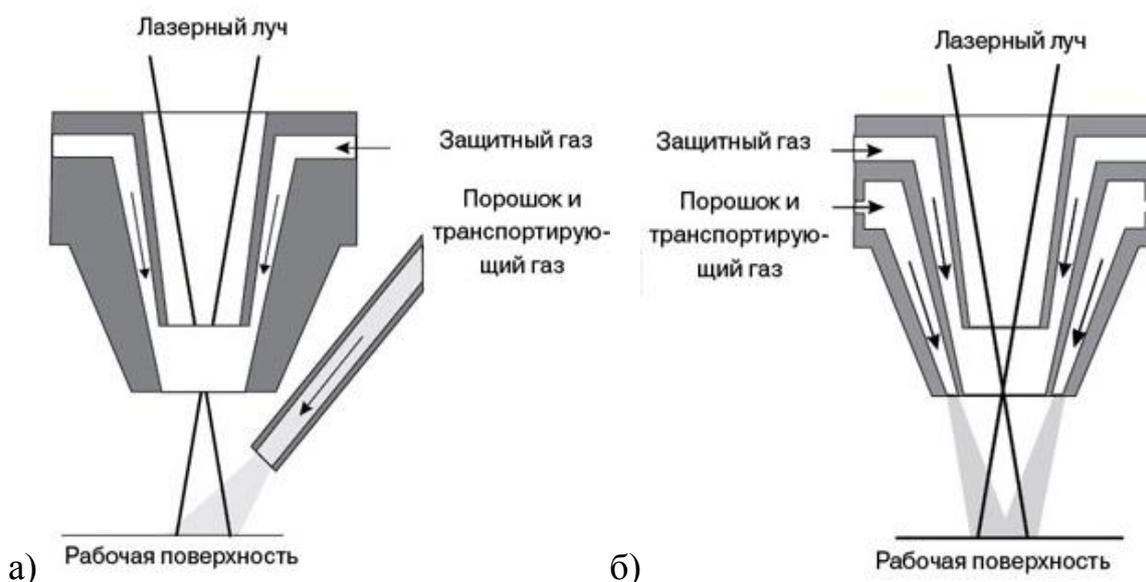 Лазерный луч
Защитный газ
Порошок и
транспортирую-
щий газ
Рабочая поверхность
а)
Лазерный луч
Защитный газ
Порошок и
транспортирую-
щий газ
Рабочая поверхность
б)